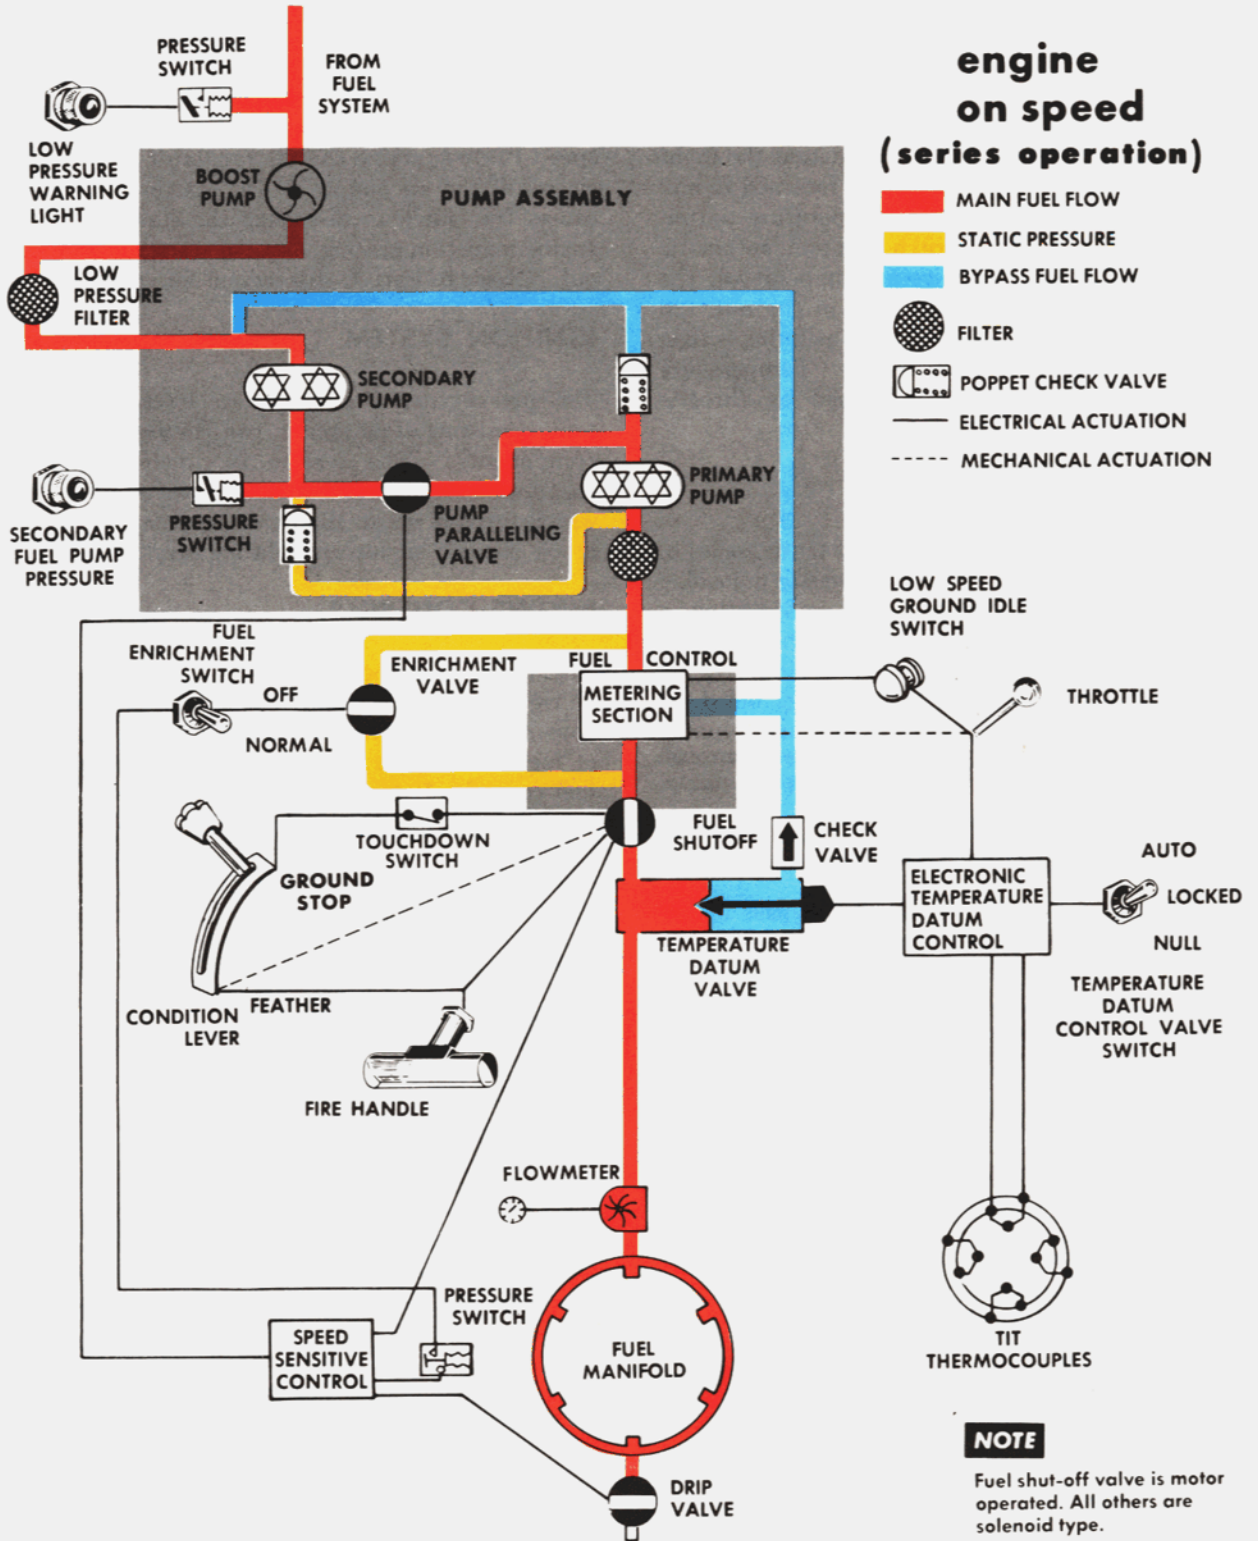 engine
on speed
(series operation)
MAIN FUEL FLOW
STATIC PRESSURE
BYPASS FUEL FLOW
FILTER
POPPET CHECK VALVE
ELECTRICAL ACTUATION
MECHANICAL ACTUATION
PRESSURE
SWITCH
FROM
FUEL
SYSTEM
LOW
PRESSURE
WARNING
LIGHT
BOOST
PUMP
PUMP ASSEMBLY
LOW
PRESSURE
FILTER
SECONDARY
PUMP
PRIMARY
PUMP
SECONDARY
FUEL PUMP
PRESSURE
PRESSURE
SWITCH
PUMP
PARALLELING
VALVE
FUEL
ENRICHMENT
SWITCH
OFF
NORMAL
ENRICHMENT
VALVE
FUEL CONTROL
METERING
SECTION
LOW SPEED
GROUND IDLE
SWITCH
THROTTLE
TOUCHDOWN
SWITCH
FUEL
SHUTOFF
CHECK
VALVE
GROUND
STOP
ELECTRONIC
TEMPERATURE
DATUM
CONTROL
AUTO
LOCKED
NULL
TEMPERATURE
DATUM
CONTROL VALVE
SWITCH
TEMPERATURE
DATUM
VALVE
FEATHER
CONDITION
LEVER
FIRE HANDLE
FLOWMETER
PRESSURE
SWITCH
SPEED
SENSITIVE
CONTROL
FUEL
MANIFOLD
TIT
THERMOCOUPLES
DRIP
VALVE
NOTE
Fuel shut-off valve is motor
operated. All others are
solenoid type.